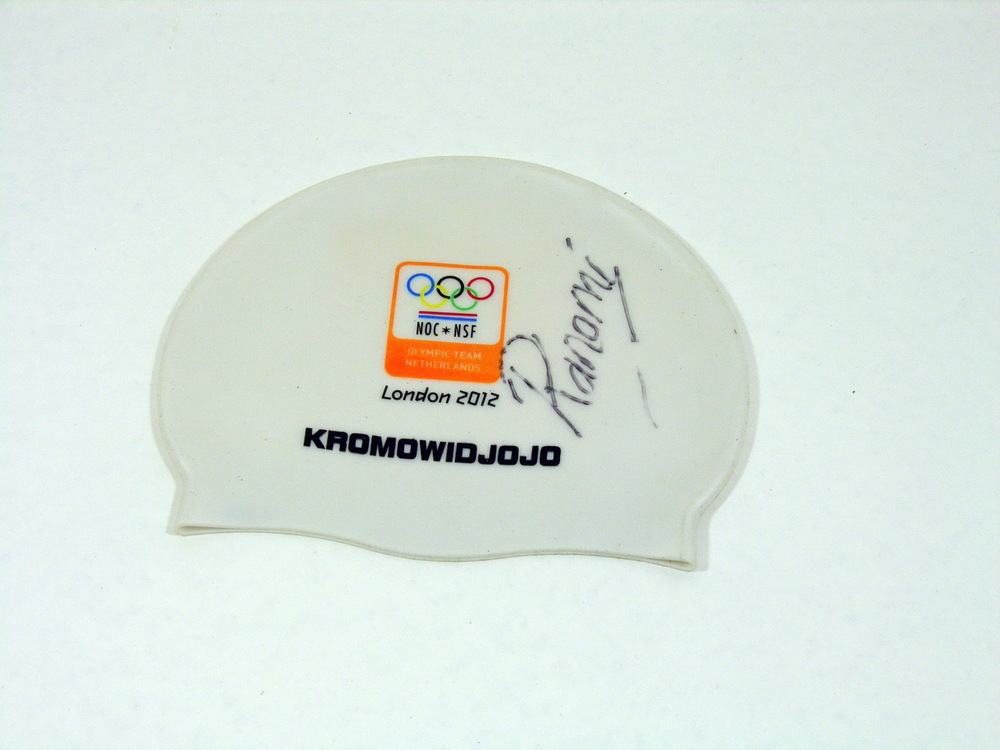 NOC*NSF
OLYMPIC TEAM
NETHERLANDS
London 2012
KROMOWIDJOJO
Ranomi